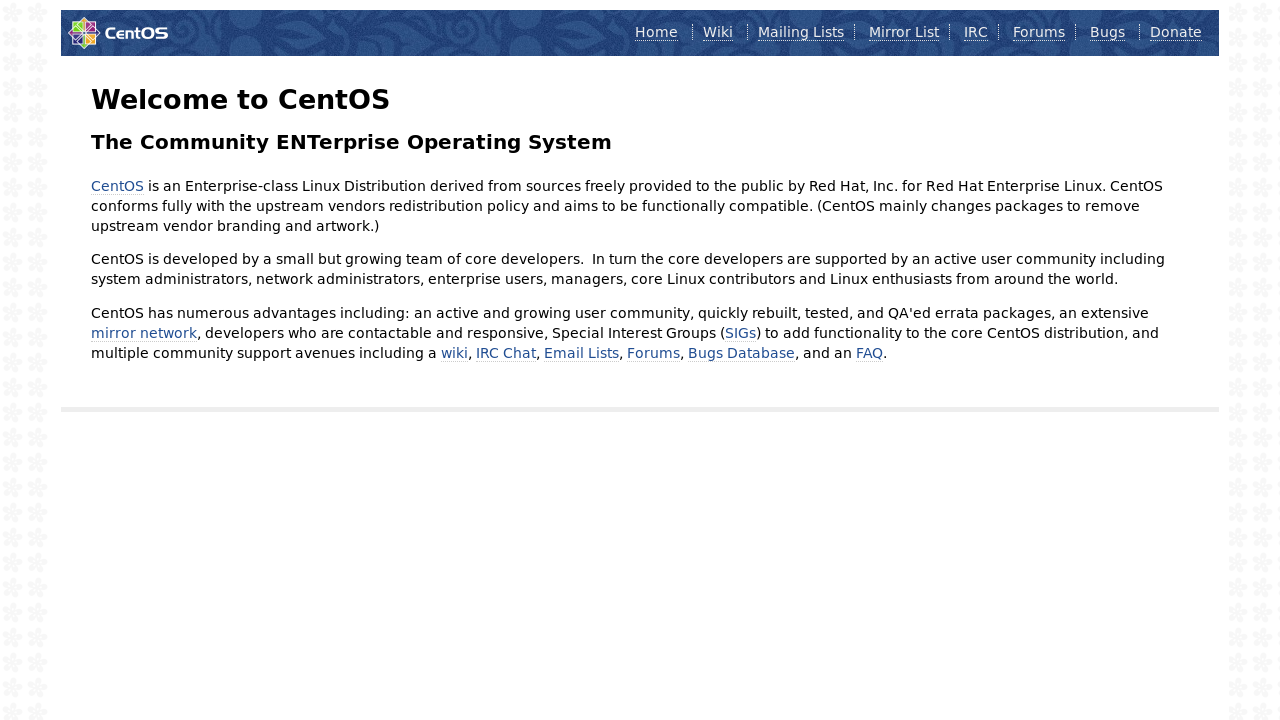 CentOS
Home
Wiki
Mailing Lists
Mirror List
IRC
Forums
Bugs
Donate
Welcome to CentOS
The Community ENTerprise Operating System
CentOS is an Enterprise-class Linux Distribution derived from sources freely provided to the public by Red Hat, Inc. for Red Hat Enterprise Linux. CentOS
conforms fully with the upstream vendors redistribution policy and aims to be functionally compatible. (CentOS mainly changes packages to remove
upstream vendor branding and artwork.)
CentOS is developed by a small but growing team of core developers.  In turn the core developers are supported by an active user community including
system administrators, network administrators, enterprise users, managers, core Linux contributors and Linux enthusiasts from around the world.
CentOS has numerous advantages including: an active and growing user community, quickly rebuilt, tested, and QA'ed errata packages, an extensive
mirror network, developers who are contactable and responsive, Special Interest Groups (SIGs) to add functionality to the core CentOS distribution, and
multiple community support avenues including a wiki, IRC Chat, Email Lists, Forums, Bugs Database, and an FAQ.